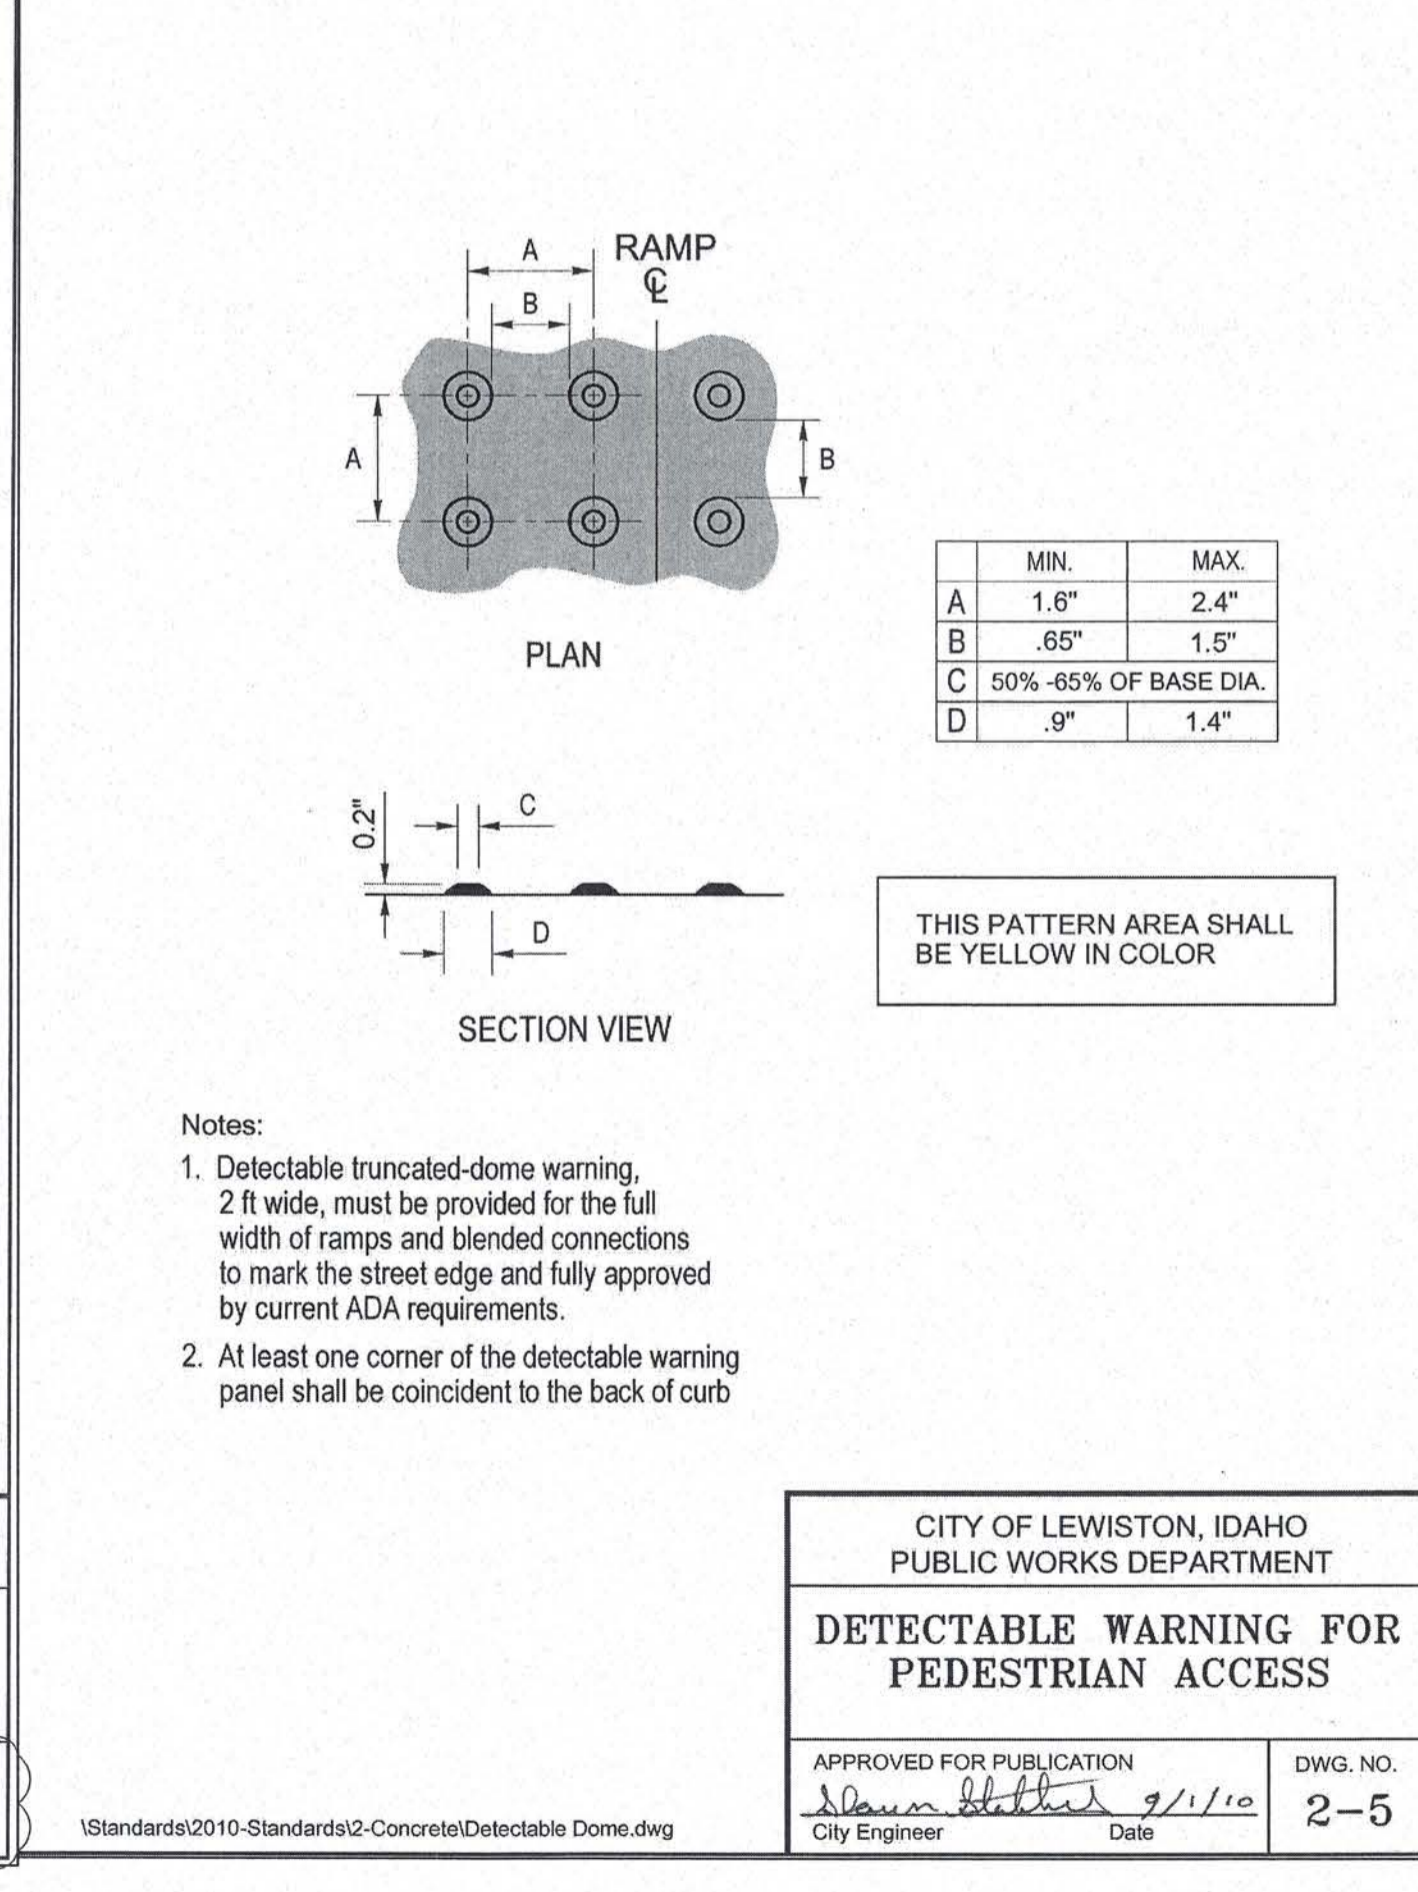 A
RAMP
℄
B
A
B
PLAN
MIN. MAX.
A 1.6" 2.4"
B .65" 1.5"
C 50% -65% OF BASE DIA.
D .9" 1.4"
0.2"
C
D
SECTION VIEW
THIS PATTERN AREA SHALL
BE YELLOW IN COLOR
Notes:
1. Detectable truncated-dome warning,
2 ft wide, must be provided for the full
width of ramps and blended connections
to mark the street edge and fully approved
by current ADA requirements.
2. At least one corner of the detectable warning
panel shall be coincident to the back of curb
CITY OF LEWISTON, IDAHO
PUBLIC WORKS DEPARTMENT
DETECTABLE WARNING FOR
PEDESTRIAN ACCESS
APPROVED FOR PUBLICATION
9/1/10
City Engineer Date
DWG. NO.
2-5
\Standards\2010-Standards\2-Concrete\Detectable Dome.dwg